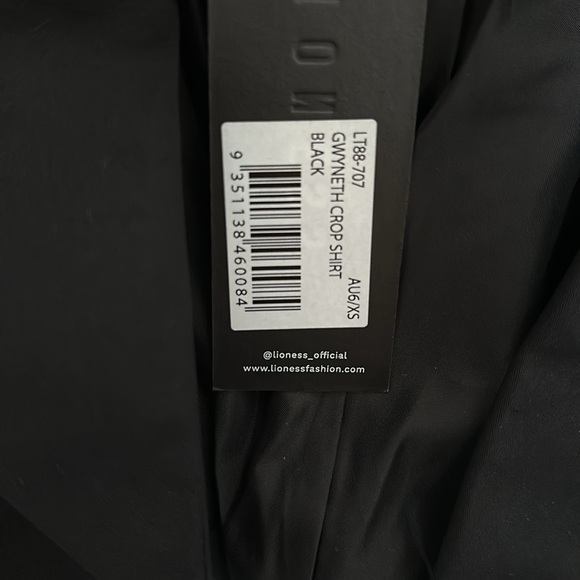 LT88-707
GWYNETH CROP SHIRT
BLACK
AU6/XS
9 351138 460084
@lioness_official
www.lionessfashion.com